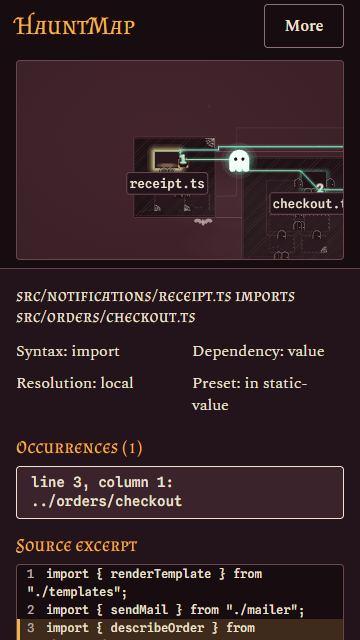 HauntMap
More
1
receipt.ts
2
checkout.t
src/notifications/receipt.ts imports
src/orders/checkout.ts
Syntax: import
Dependency: value
Resolution: local
Preset: in static-
value
Occurrences (1)
line 3, column 1:
../orders/checkout
Source excerpt
1 import { renderTemplate } from
"./templates";
2 import { sendMail } from "./mailer";
3 import { describeOrder } from